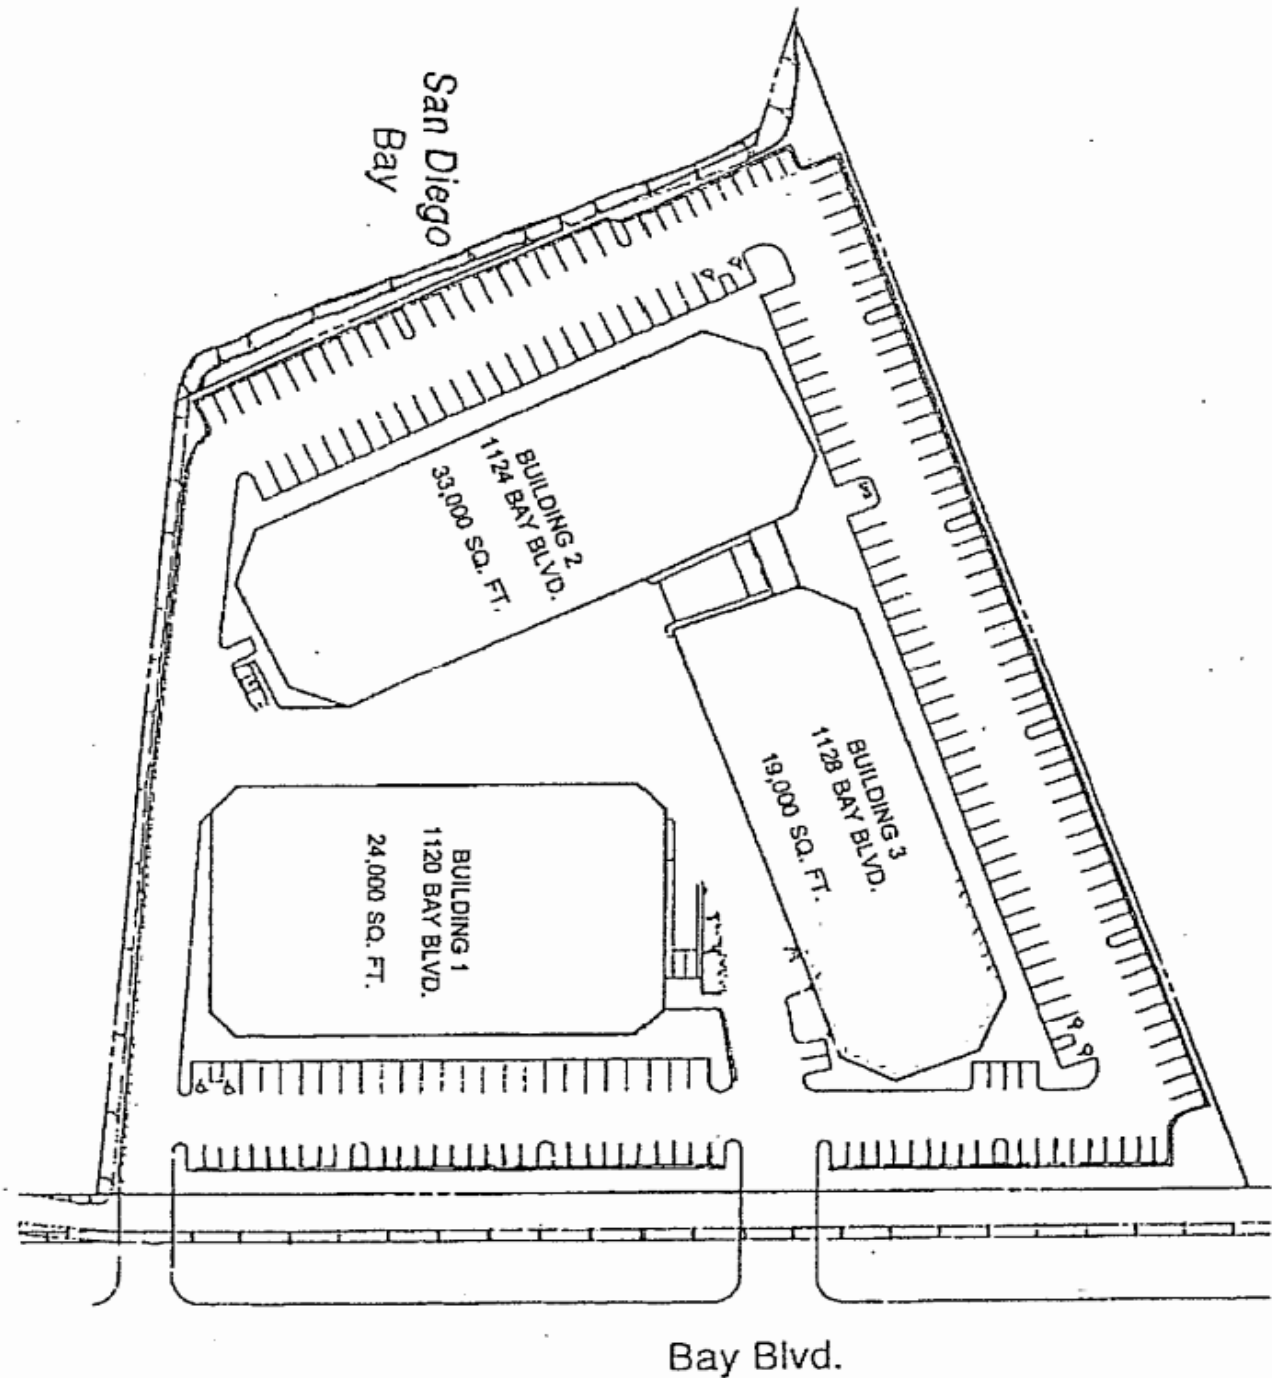 San Diego
Bay
BUILDING 2
1124 BAY BLVD.
33,000 SQ. FT.
BUILDING 3
1128 BAY BLVD.
19,000 SQ. FT.
BUILDING 1
1120 BAY BLVD.
24,000 SQ. FT.
Bay Blvd.